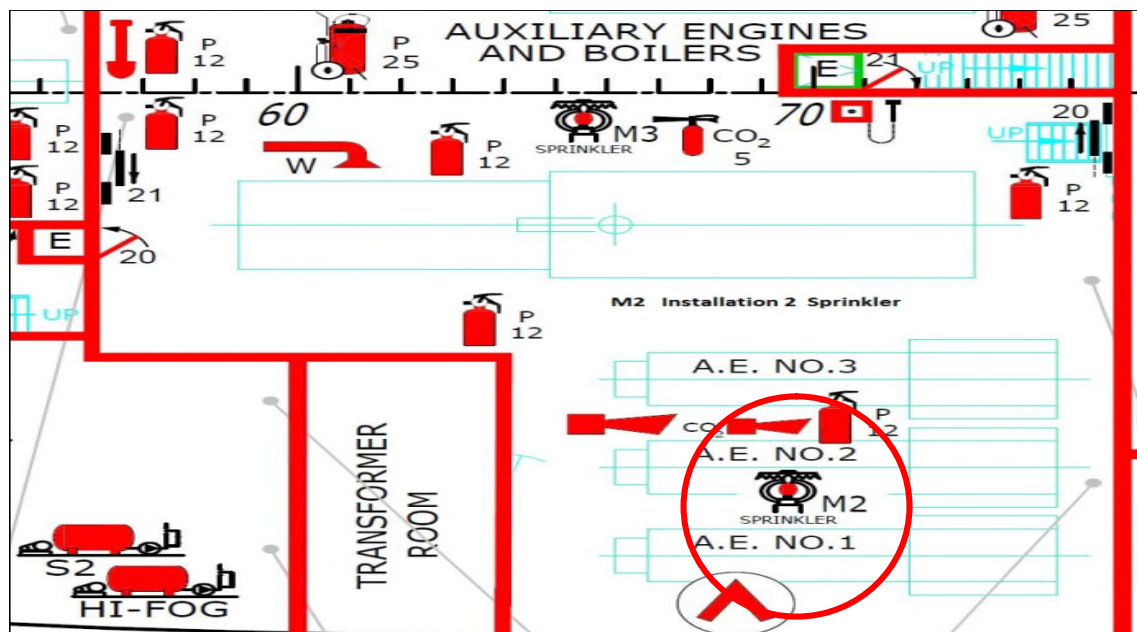 P
12
P
25
AUXILIARY ENGINES
AND BOILERS
25
E
21
UP
P
12
P
12
60
W
P
12
M3
SPRINKLER
CO2
5
70
20
UP
P
12
21
P
12
E
20
UP
P
12
M2 Installation 2 Sprinkler
A.E. NO.3
CO2
P
12
A.E. NO.2
M2
SPRINKLER
A.E. NO.1
TRANSFORMER
ROOM
S2
HI-FOG